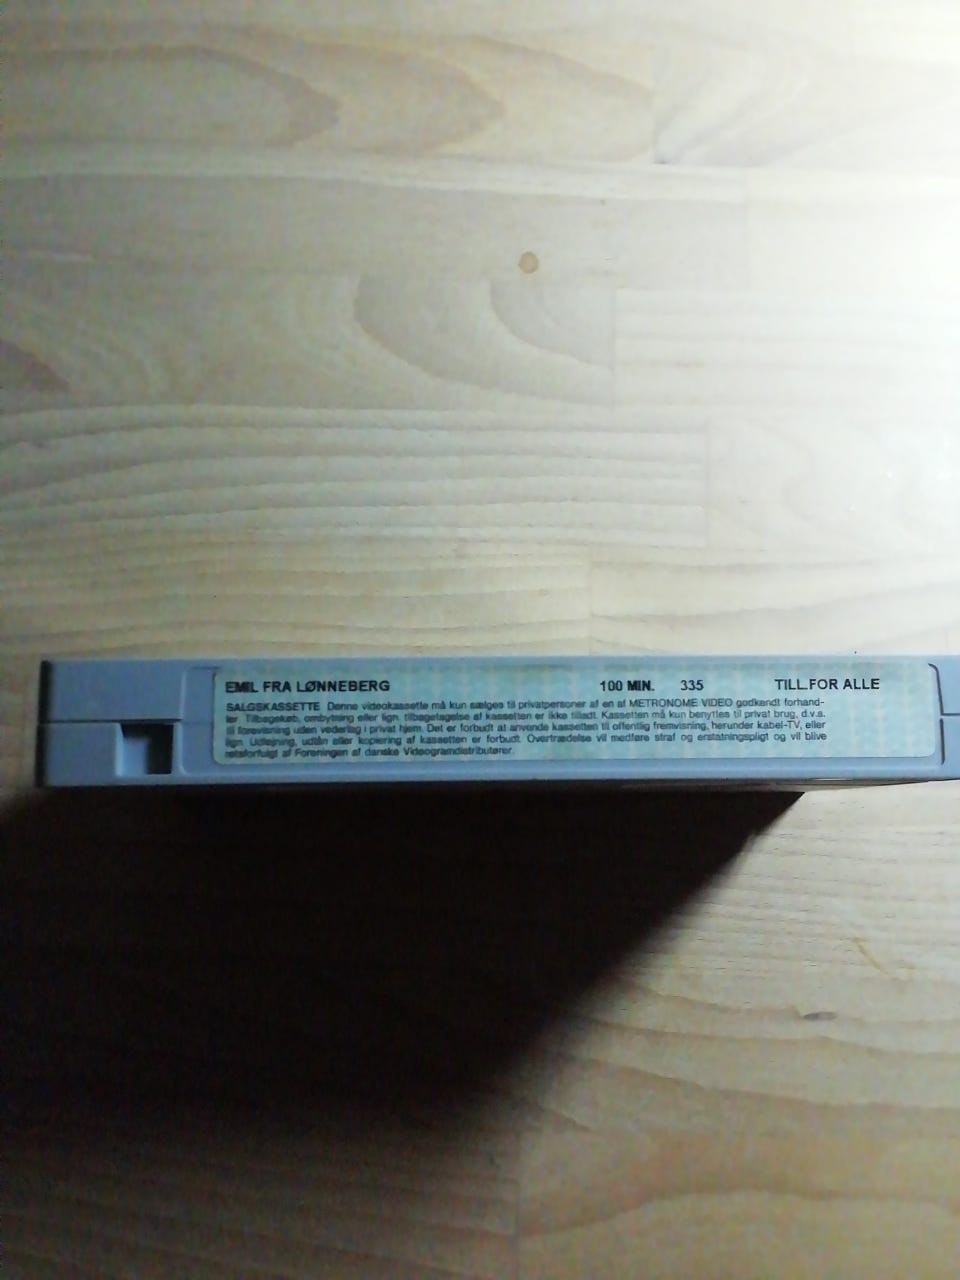 EMIL FRA LØNNEBERG 100 MIN. 335 TILL.FOR ALLE
SALGSKASSETTE Denne videokassette må kun sælges til privatpersoner af en af METRONOME VIDEO godkendt forhand-
ler. Tilbagekøb, ombytning eller lign. tilbagetagelse af kassetten er ikke tilladt. Kassetten må kun benyttes til privat brug, d.v.s.
til forevisning uden vederlag i privat hjem. Det er forbudt at anvende kassetten til offentlig fremvisning, herunder kabel-TV, eller
lign. Udlejning, udlån eller kopiering af kassetten er forbudt. Overtrædelse vil medføre straf og erstatningspligt og vil blive
retsforfulgt af Foreningen af danske Videogramdistributører.